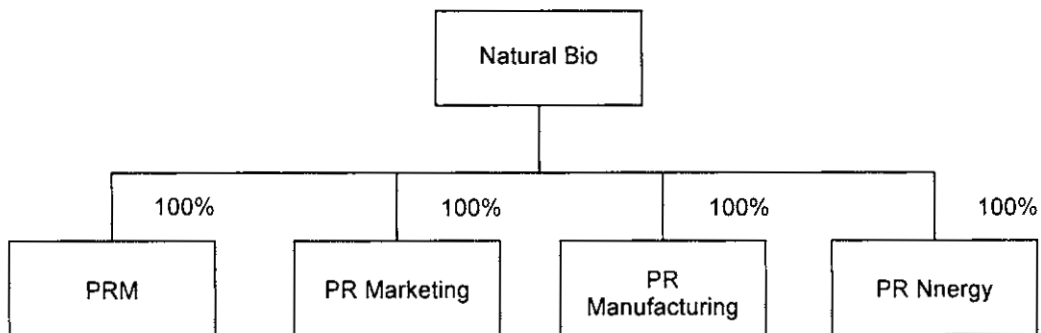 Natural Bio
100%
100%
100%
100%
PRM
PR Marketing
PR
Manufacturing
PR Nnergy